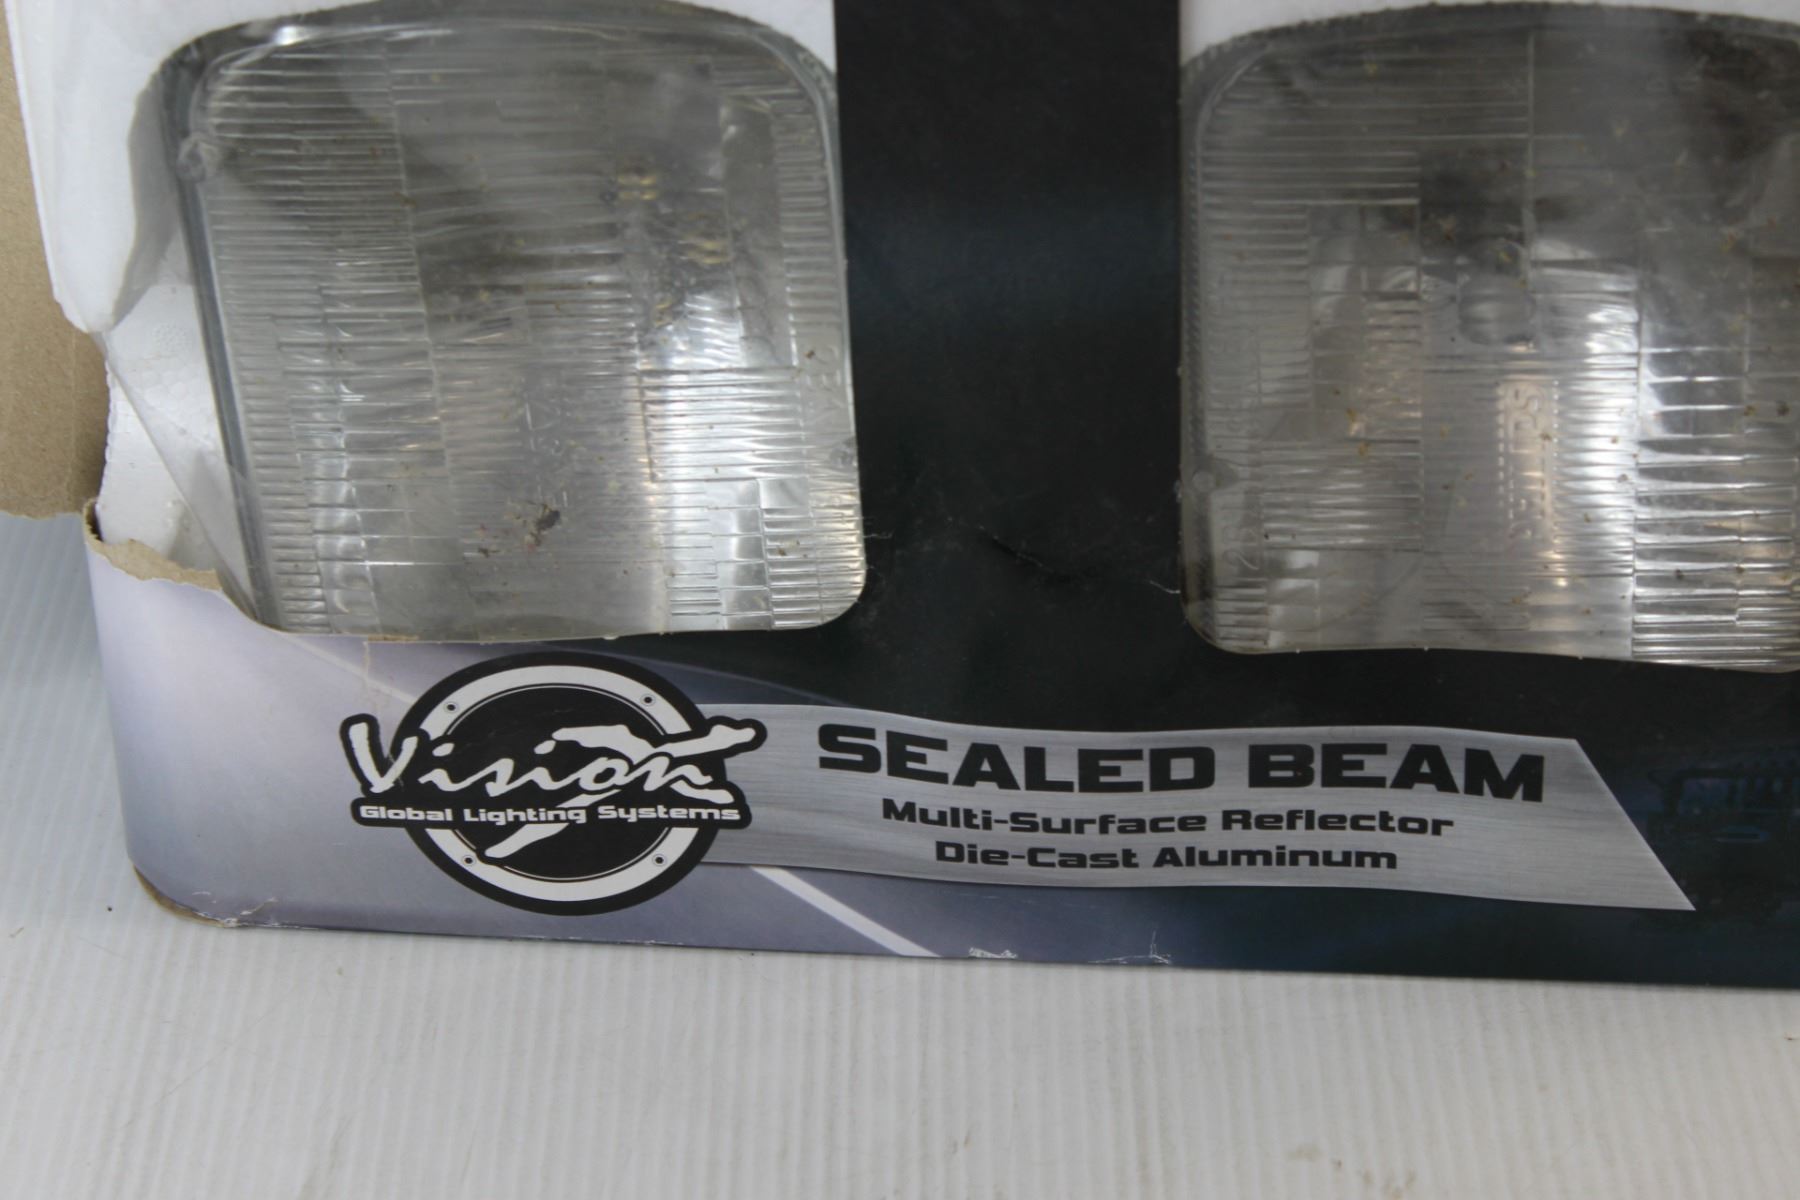 Vision X
Global Lighting Systems
SEALED BEAM
Multi-Surface Reflector
Die-Cast Aluminum